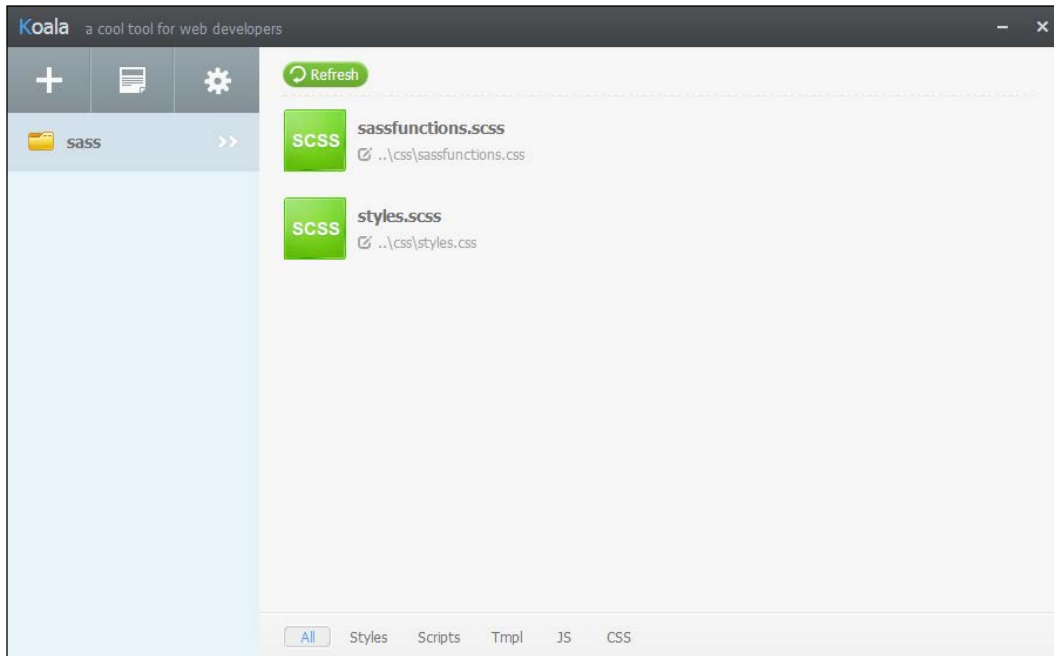 Koala a cool tool for web developers
Refresh
sass >>
SCSS sassfunctions.scss
..\css\sassfunctions.css
SCSS styles.scss
..\css\styles.css
All Styles Scripts Tmpl JS CSS